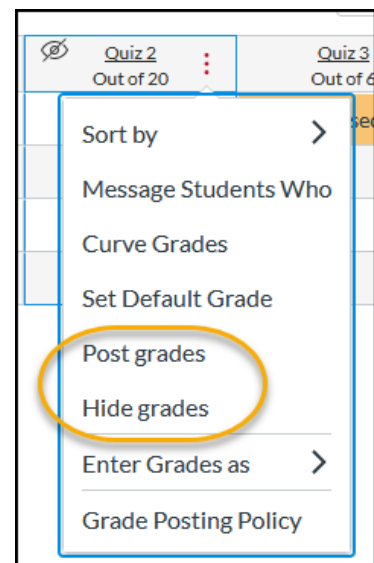 Quiz 2
Quiz 3
Out of 20
Out of 6
Sort by
Message Students Who
Curve Grades
Set Default Grade
Post grades
Hide grades
Enter Grades as
Grade Posting Policy